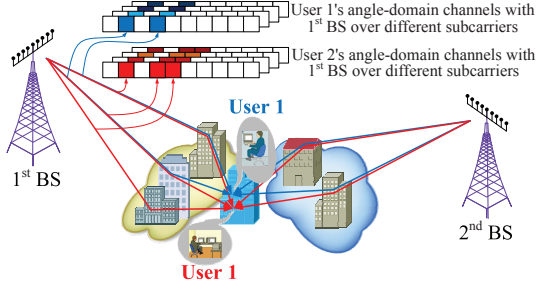 User 1's angle-domain channels with
1st BS over different subcarriers
User 2's angle-domain channels with
1st BS over different subcarriers
User 1
1st BS
2nd BS
User 1